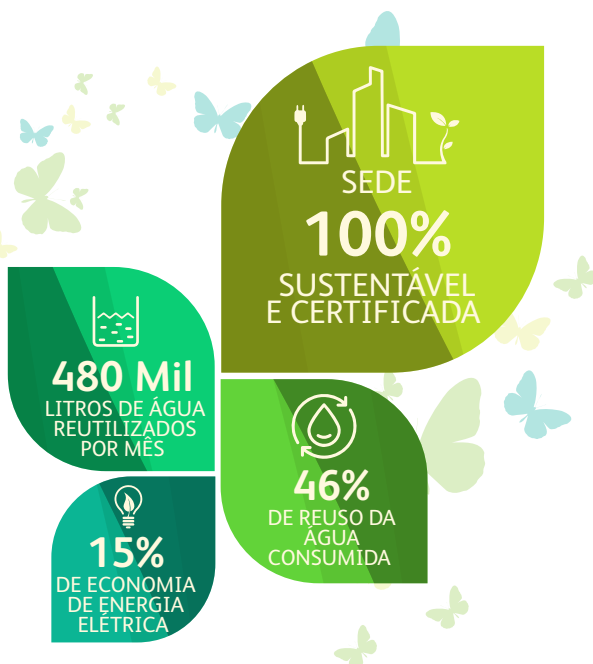 SEDE
100%
SUSTENTÁVEL
E CERTIFICADA
480 Mil
LITROS DE ÁGUA
REUTILIZADOS
POR MÊS
46%
DE REUSO DA
ÁGUA
CONSUMIDA
15%
DE ECONOMIA
DE ENERGIA
ELÉTRICA